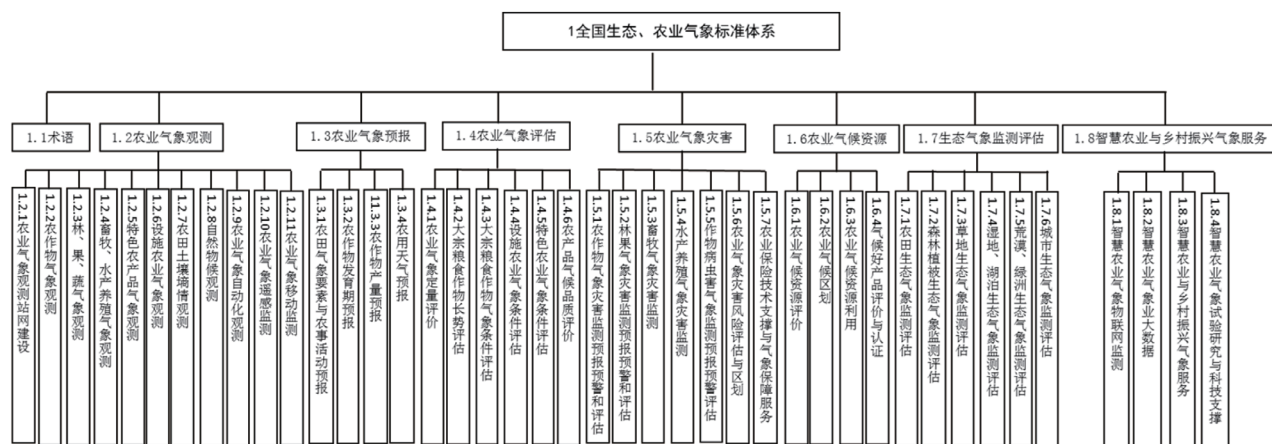 1全国生态、农业气象标准体系
1.1术语
1.2农业气象观测
1.3农业气象预报
1.4农业气象评估
1.5农业气象灾害
1.6农业气候资源
1.7生态气象监测评估
1.8智慧农业与乡村振兴气象服务
1.2.1农业气象观测站网建设
1.2.2农作物气象观测
1.2.3林、果、蔬气象观测
1.2.4畜牧、水产养殖气象观测
1.2.5特色农产品气象观测
1.2.6设施农业气象观测
1.2.7农田土壤墒情观测
1.2.8自然物候观测
1.2.9农业气象自动化观测
1.2.10农业气象遥感监测
1.2.11农业气象移动监测
1.3.1农田气象要素与农事活动预报
1.3.2农作物发育期预报
11.3.3农作物产量预报
1.3.4农用天气预报
1.4.1农业气象定量评价
1.4.2大宗粮食作物长势评估
1.4.3大宗粮食作物气象条件评估
1.4.4设施农业气象条件评估
1.4.5特色农业气象条件评估
1.4.6农产品气候品质评价
1.5.1农作物气象灾害监测预报预警和评估
1.5.2林果气象灾害监测预报预警和评估
1.5.3畜牧气象灾害监测
1.5.4水产养殖气象灾害监测
1.5.5作物病虫害气象监测预报预警评估
1.5.6农业气象灾害风险评估与区划
1.5.7农业保险技术支撑与气象保障服务
1.6.1农业气候资源评价
1.6.2农业气候区划
1.6.3农业气候资源利用
1.6.4气候好产品评价与认证
1.7.1农田生态气象监测评估
1.7.2森林植被生态气象监测评估
1.7.3草地生态气象监测评估
1.7.4湿地、湖泊生态气象监测评估
1.7.5荒漠、绿洲生态气象监测评估
1.7.6城市生态气象监测评估
1.8.1智慧农业气象物联网监测
1.8.2智慧农业气象大数据
1.8.3智慧农业与乡村振兴气象服务
1.8.4智慧农业气象试验研究与科技支撑